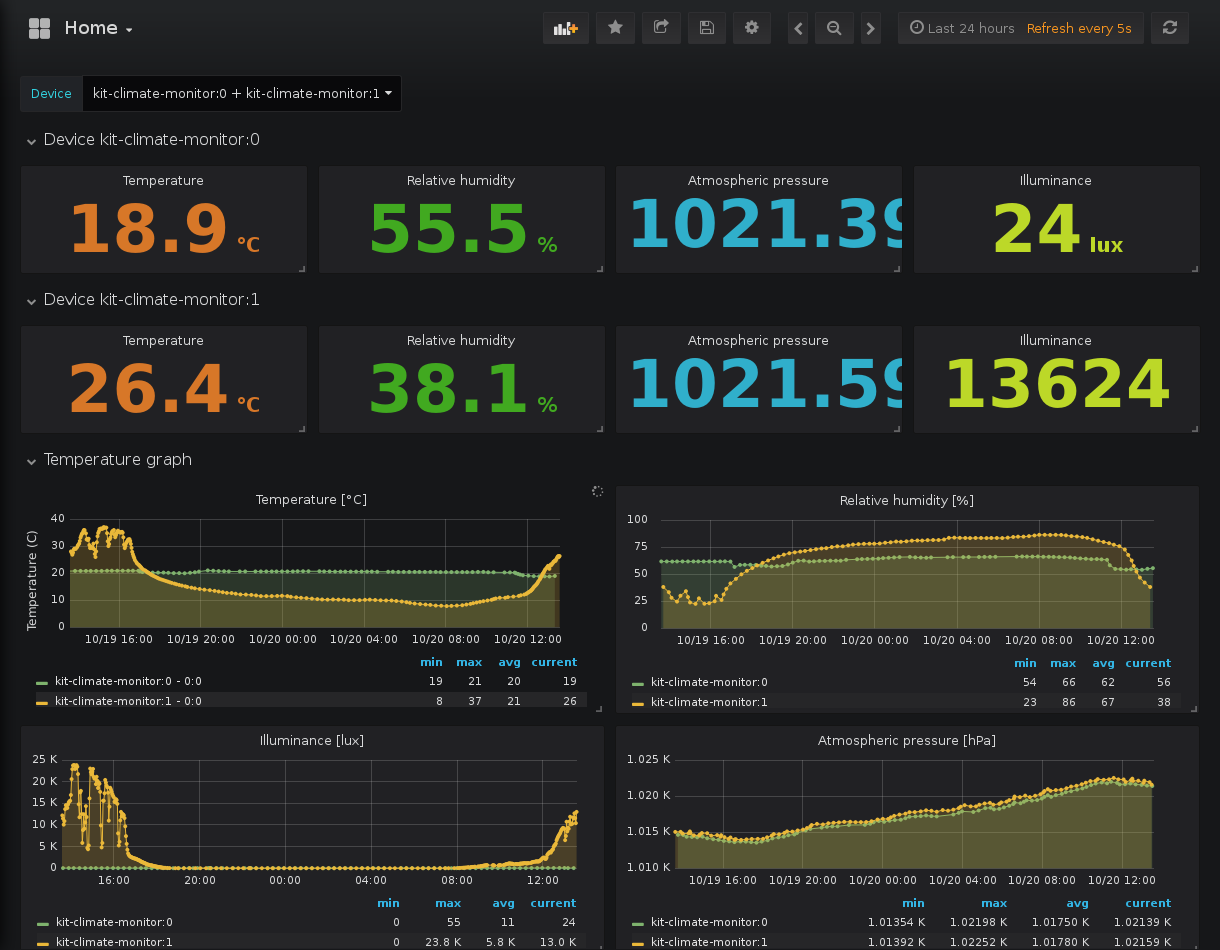 Home
Last 24 hours Refresh every 5s
Device kit-climate-monitor:0 + kit-climate-monitor:1
Device kit-climate-monitor:0
Temperature Relative humidity Atmospheric pressure Illuminance
18.9 °C 55.5 % 1021.39 24 lux
Device kit-climate-monitor:1
Temperature Relative humidity Atmospheric pressure Illuminance
26.4 °C 38.1 % 1021.59 13624
Temperature graph
Temperature [°C]
Temperature (C)
40
30
20
10
0
10/19 16:00 10/19 20:00 10/20 00:00 10/20 04:00 10/20 08:00 10/20 12:00
min max avg current
kit-climate-monitor:0 - 0:0 19 21 20 19
kit-climate-monitor:1 - 0:0 8 37 21 26
Relative humidity [%]
100
75
50
25
0
10/19 16:00 10/19 20:00 10/20 00:00 10/20 04:00 10/20 08:00 10/20 12:00
min max avg current
kit-climate-monitor:0 54 66 62 56
kit-climate-monitor:1 23 86 67 38
Illuminance [lux]
25 K
20 K
15 K
10 K
5 K
0
16:00 20:00 00:00 04:00 08:00 12:00
min max avg current
kit-climate-monitor:0 0 55 11 24
kit-climate-monitor:1 0 23.8 K 5.8 K 13.0 K
Atmospheric pressure [hPa]
1.025 K
1.020 K
1.015 K
1.010 K
10/19 16:00 10/19 20:00 10/20 00:00 10/20 04:00 10/20 08:00 10/20 12:00
min max avg current
kit-climate-monitor:0 1.01354 K 1.02198 K 1.01750 K 1.02139 K
kit-climate-monitor:1 1.01392 K 1.02252 K 1.01780 K 1.02159 K